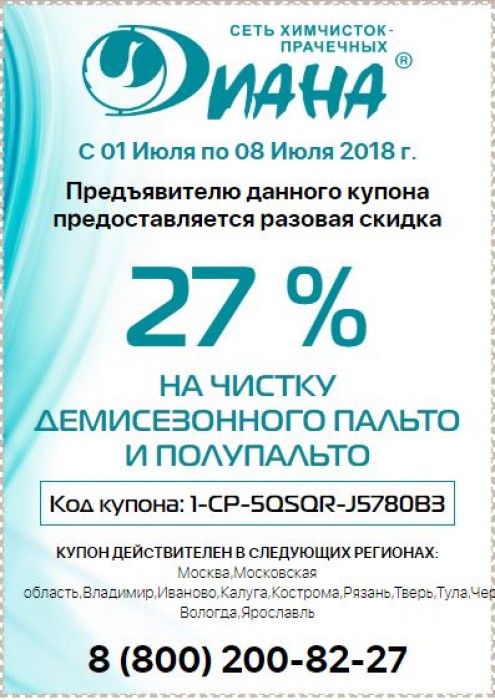 СЕТЬ ХИМЧИСТОК-
ПРАЧЕЧНЫХ
ДИАНА®
С 01 Июля по 08 Июля 2018 г.
Предъявителю данного купона
предоставляется разовая скидка
27 %
НА ЧИСТКУ
ДЕМИСЕЗОННОГО ПАЛЬТО
И ПОЛУПАЛЬТО
Код купона: 1-CP-5QSQR-J5780B3
КУПОН ДЕЙСТВИТЕЛЕН В СЛЕДУЮЩИХ РЕГИОНАХ:
Москва,Московская
область,Владимир,Иваново,Калуга,Кострома,Рязань,Тверь,Тула,Чер
Вологда,Ярославль
8 (800) 200-82-27